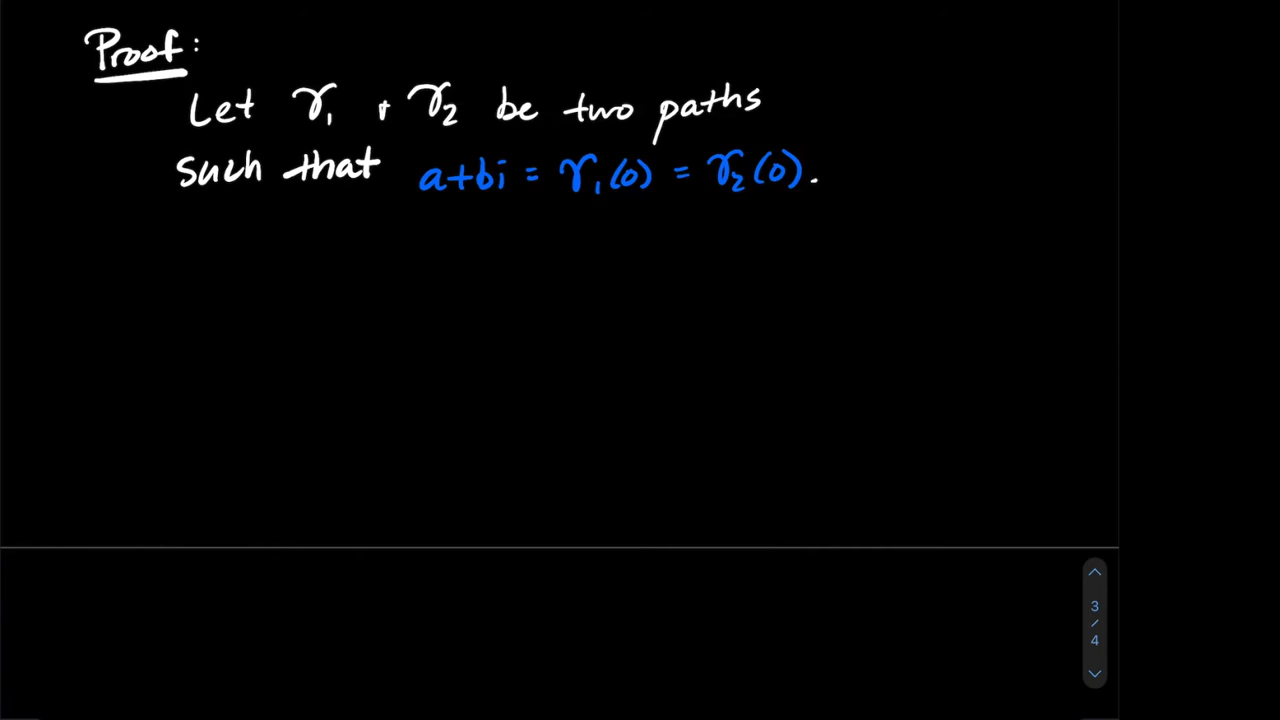 Proof:
Let γ₁ + γ₂ be two paths
such that a+bi = γ₁(0) = γ₂(0).
3
/
4